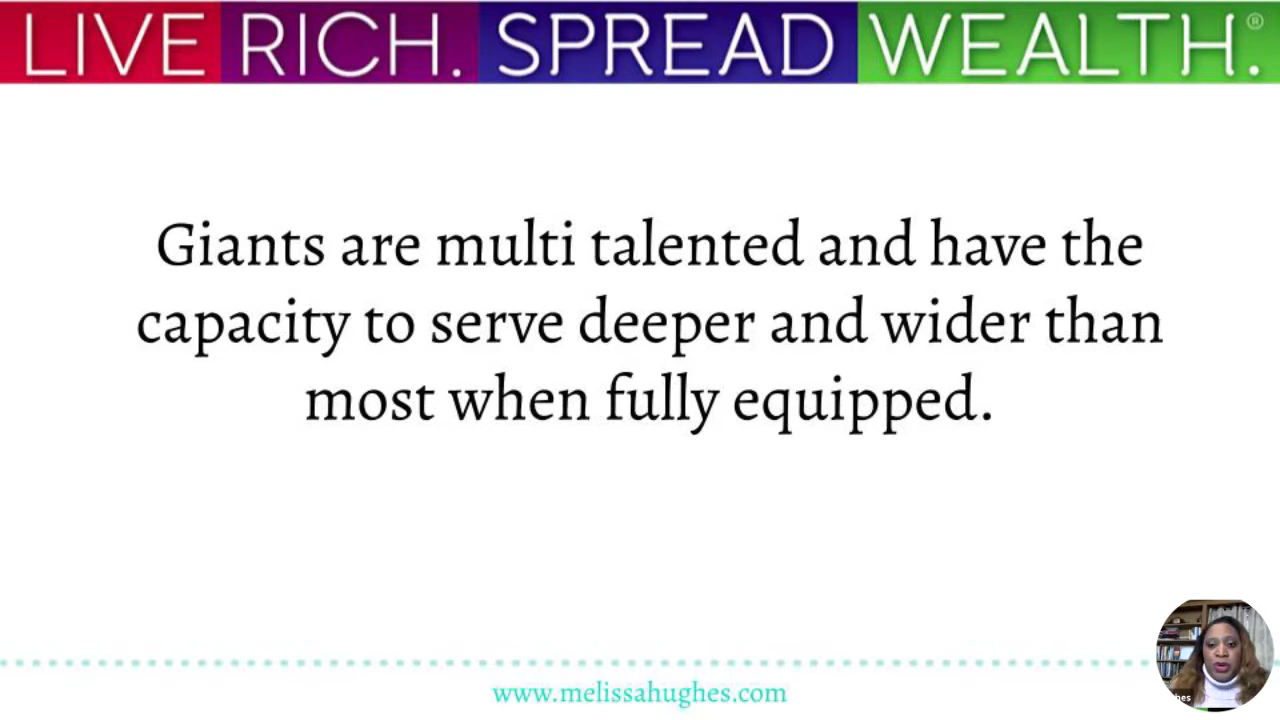 LIVE RICH. SPREAD WEALTH.®
Giants are multi talented and have the
capacity to serve deeper and wider than
most when fully equipped.
hes
www.melissahughes.com